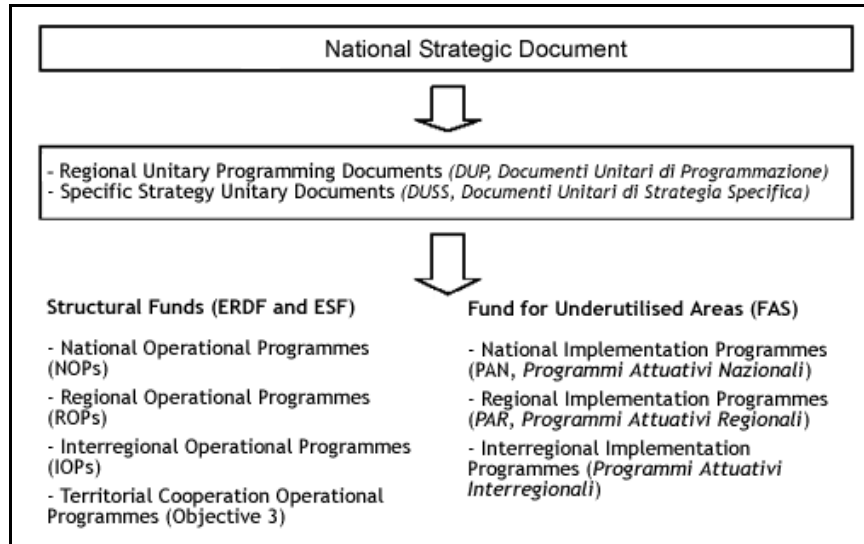 National Strategic Document
- Regional Unitary Programming Documents (DUP, Documenti Unitari di Programmazione)
- Specific Strategy Unitary Documents (DUSS, Documenti Unitari di Strategia Specifica)
Structural Funds (ERDF and ESF)
- National Operational Programmes
(NOPs)
- Regional Operational Programmes
(ROPs)
- Interregional Operational Programmes
(IOPs)
- Territorial Cooperation Operational
Programmes (Objective 3)
Fund for Underutilised Areas (FAS)
- National Implementation Programmes
(PAN, Programmi Attuativi Nazionali)
- Regional Implementation Programmes
(PAR, Programmi Attuativi Regionali)
- Interregional Implementation
Programmes (Programmi Attuativi
Interregionali)